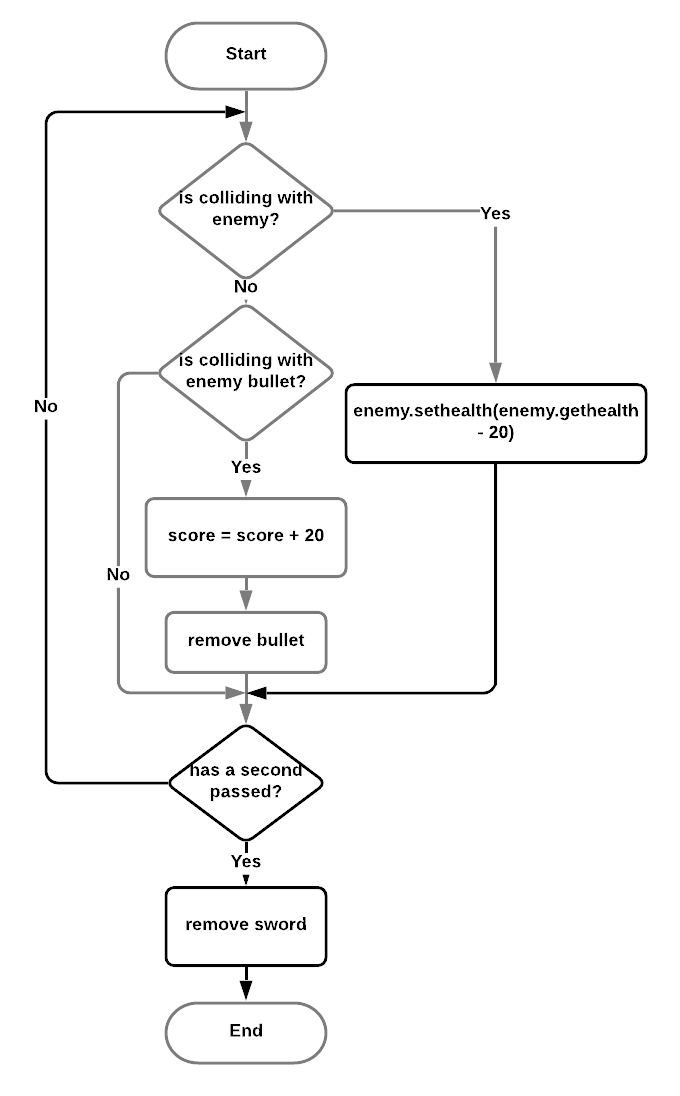 Start
is colliding with
enemy?
Yes
No
is colliding with
enemy bullet?
enemy.sethealth(enemy.gethealth
- 20)
No
Yes
score = score + 20
No
remove bullet
has a second
passed?
Yes
remove sword
End